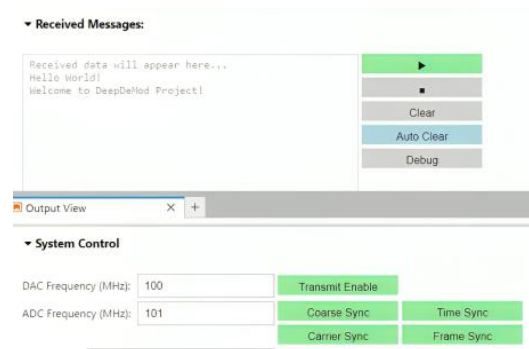 Received Messages:
Received data will appear here...
Hello World!
Welcome to DeepDeMod Project!
Clear
Auto Clear
Debug
Output View
System Control
DAC Frequency (MHz): 100 Transmit Enable
ADC Frequency (MHz): 101 Coarse Sync Time Sync
Carrier Sync Frame Sync